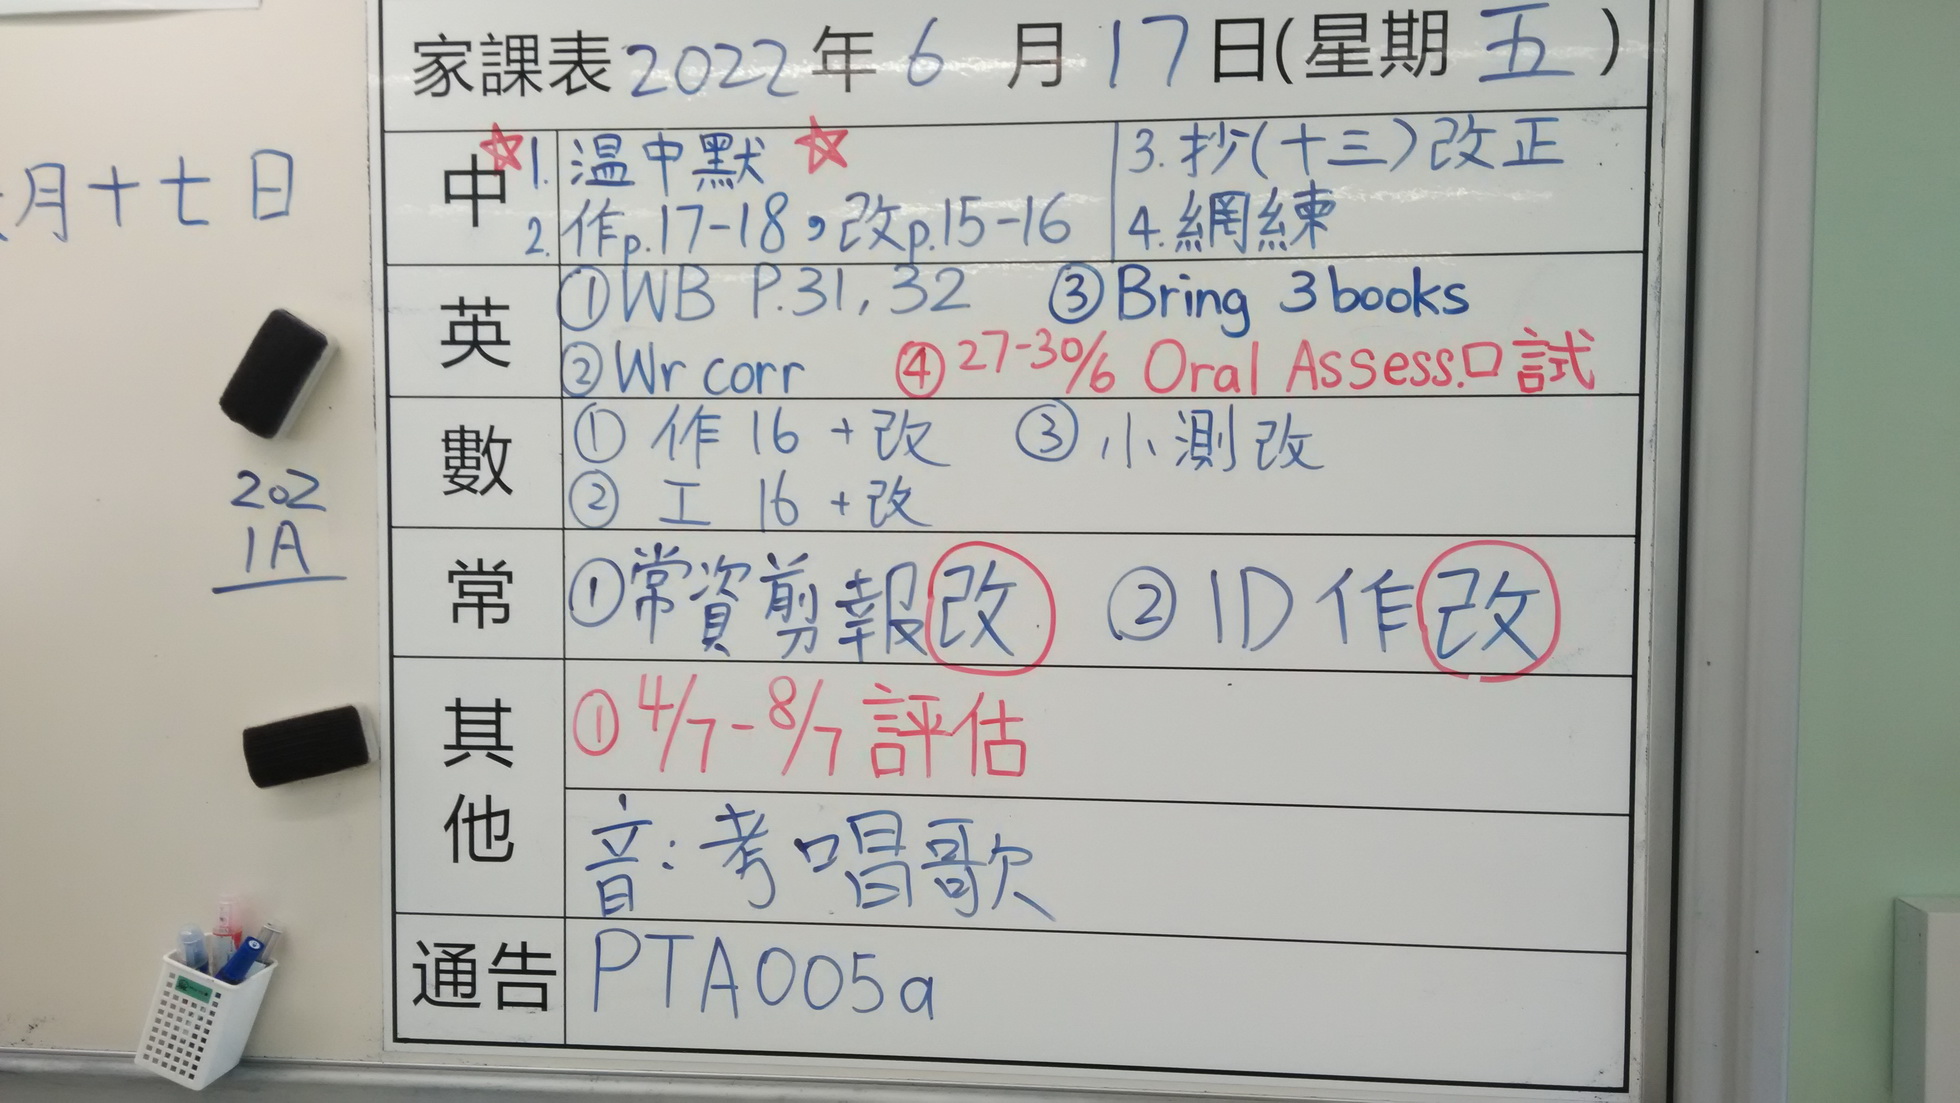 家課表 2022年 6 月 17日(星期 五 )
月十七日
中
☆1. 温中默 ☆
2. 作p.17-18,改p.15-16
3. 抄(十三)改正
4. 網練
英
① WB P.31, 32 ③ Bring 3 books
② Wr corr ④ 27-30/6 Oral Assess.口試
數
① 作 16 + 改 ③ 小測改
② 工 16 + 改
常
① 常資剪報改 ② ID 作改
其他
① 4/7-8/7 評估
音:考唱歌
通告
PTA005a
202
1A